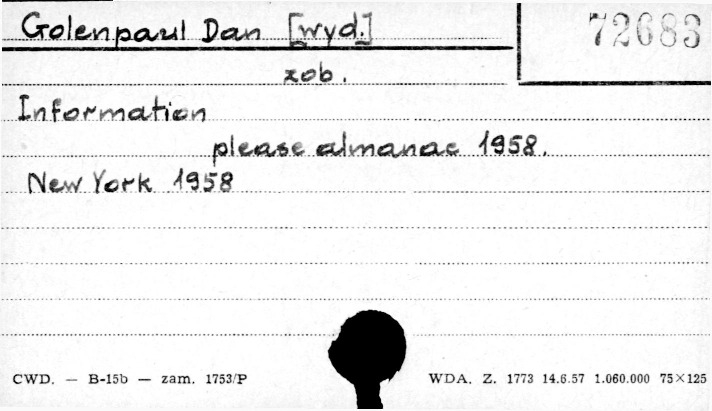 Golenpaul Dan [wyd.]
72683
zob.
Information
please almanac 1958.
New York 1958
CWD. — B-15b — zam. 1753/P
WDA. Z. 1773 14.6.57 1.060.000 75×125